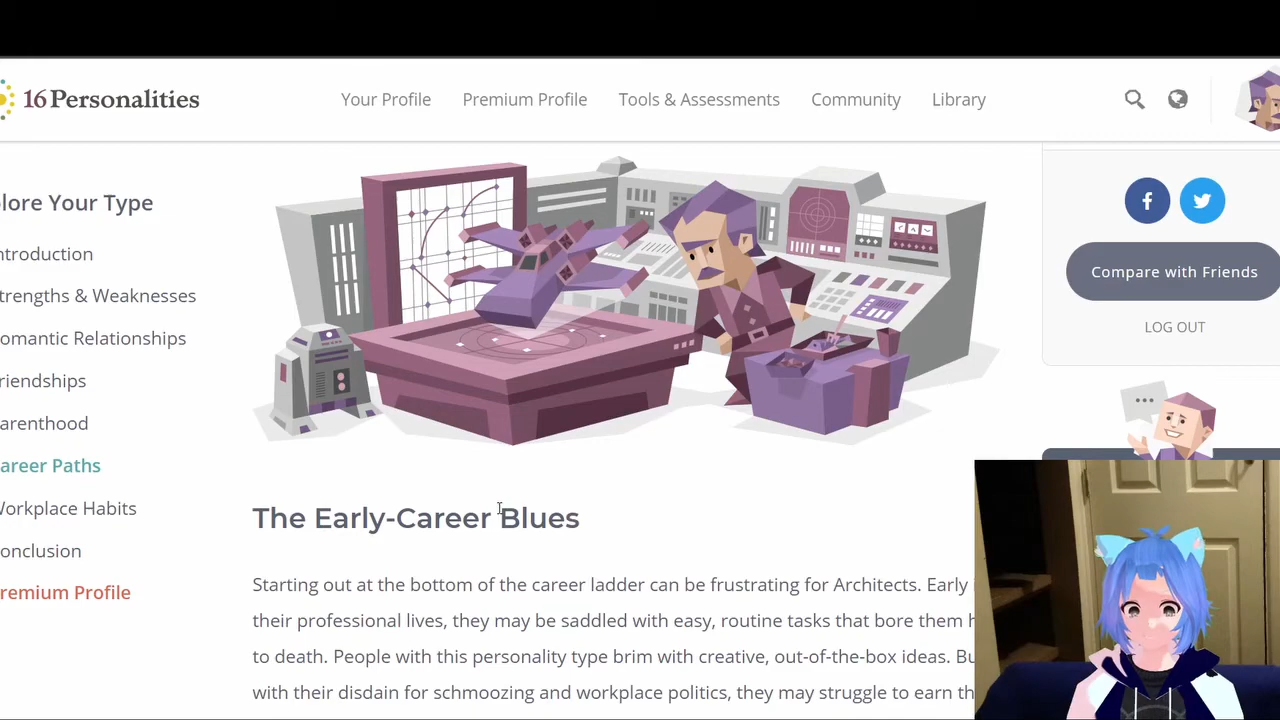 16Personalities
Your Profile Premium Profile Tools & Assessments Community Library
plore Your Type
ntroduction
trengths & Weaknesses
omantic Relationships
riendships
arenthood
areer Paths
Workplace Habits
onclusion
remium Profile
Compare with Friends
LOG OUT
The Early-Career Blues
Starting out at the bottom of the career ladder can be frustrating for Architects. Early
their professional lives, they may be saddled with easy, routine tasks that bore them
to death. People with this personality type brim with creative, out-of-the-box ideas.
with their disdain for schmoozing and workplace politics, they may struggle to earn